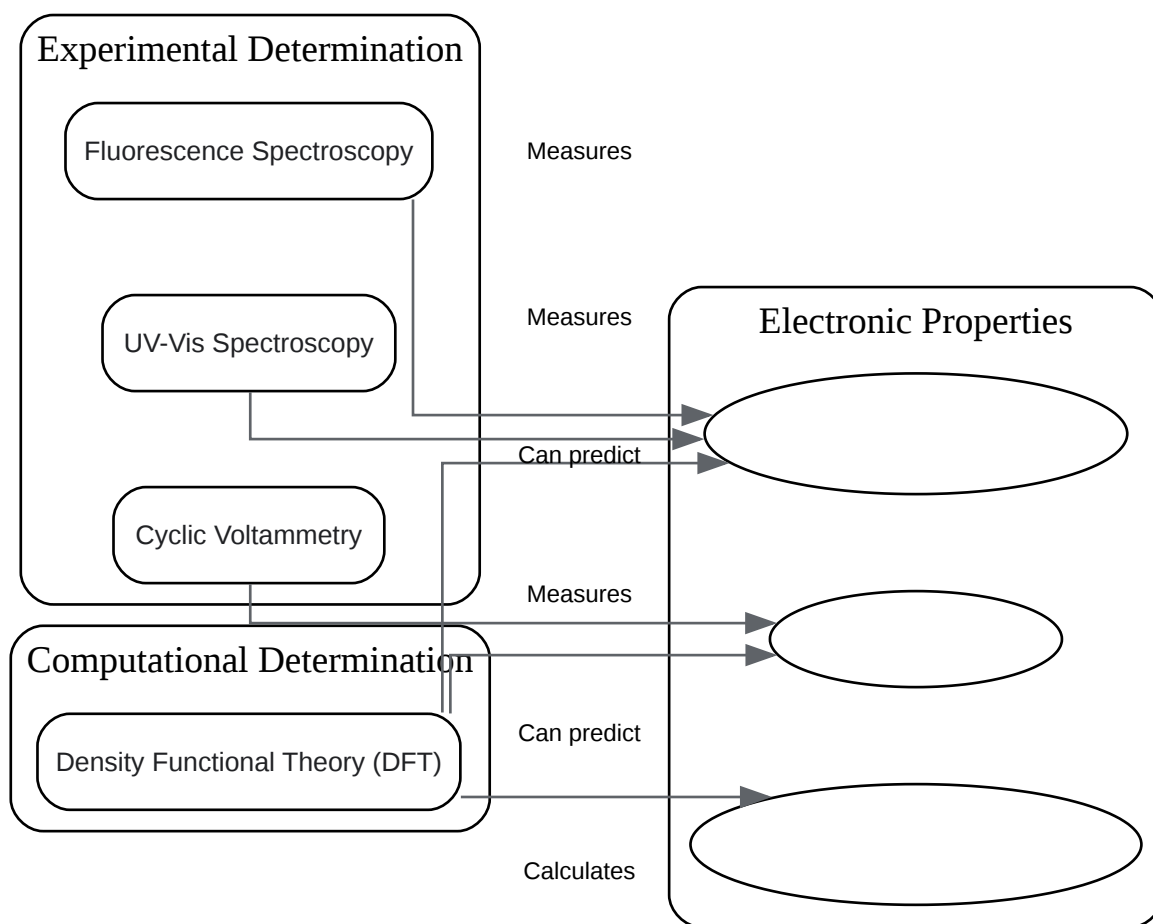 Experimental Determination
Fluorescence Spectroscopy
Measures
UV-Vis Spectroscopy
Measures
Electronic Properties
Can predict
Cyclic Voltammetry
Measures
Computational Determination
Density Functional Theory (DFT)
Can predict
Calculates